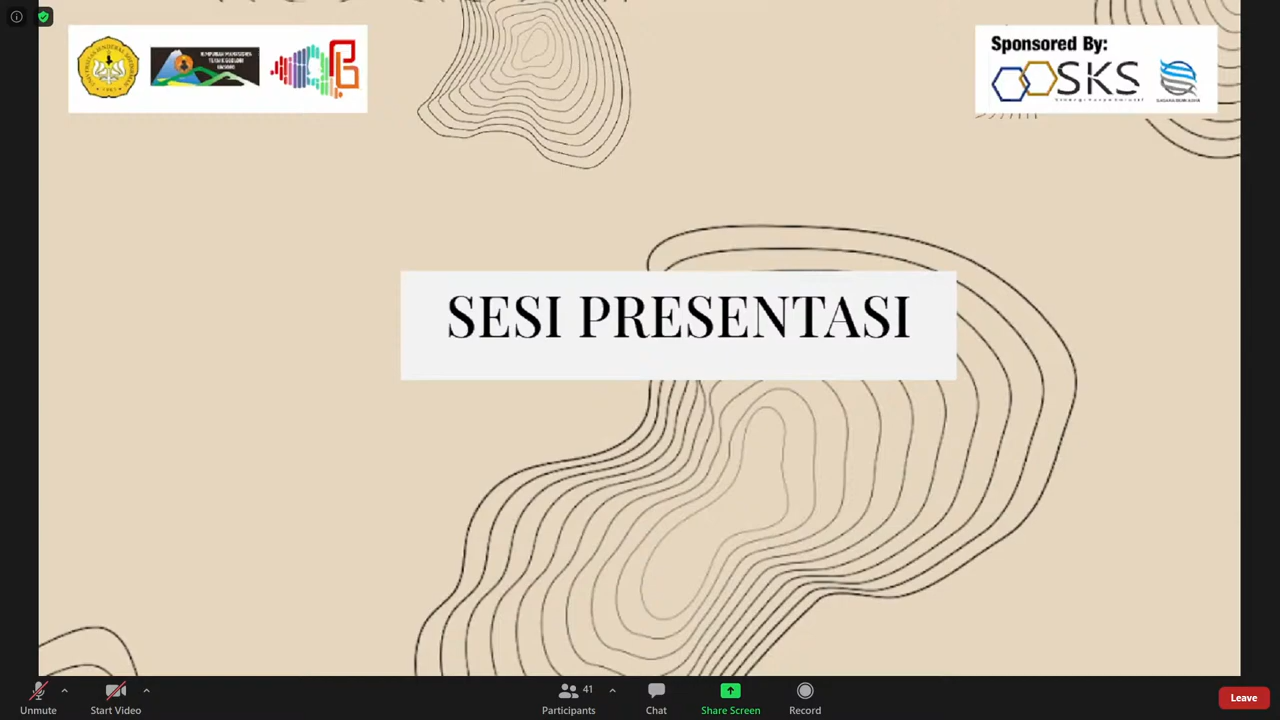 Sponsored By:
SKS
SESI PRESENTASI
Unmute
Start Video
41
Participants
Chat
Share Screen
Record
Leave